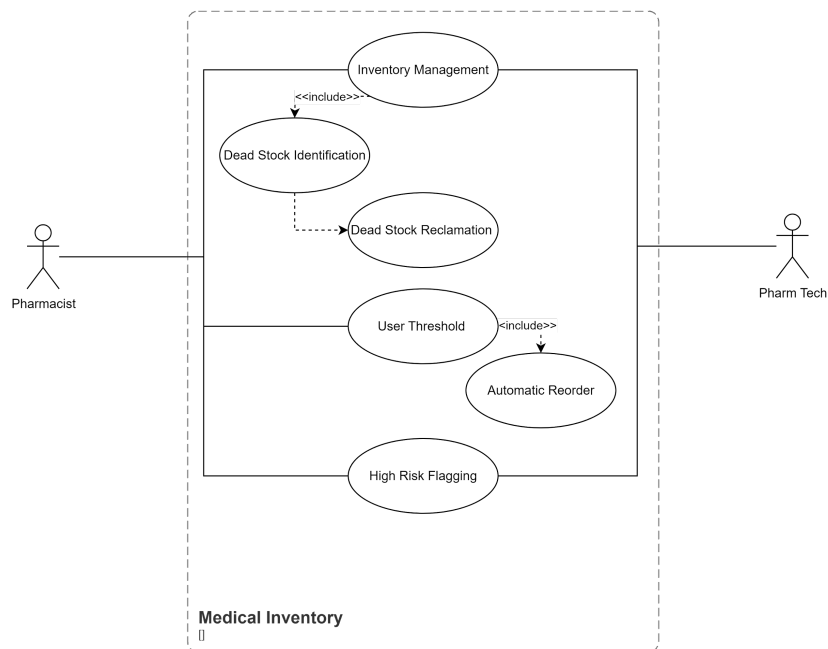 Inventory Management
<<include>>
Dead Stock Identification
Dead Stock Reclamation
Pharmacist
Pharm Tech
User Threshold
<include>>
Automatic Reorder
High Risk Flagging
Medical Inventory
[]